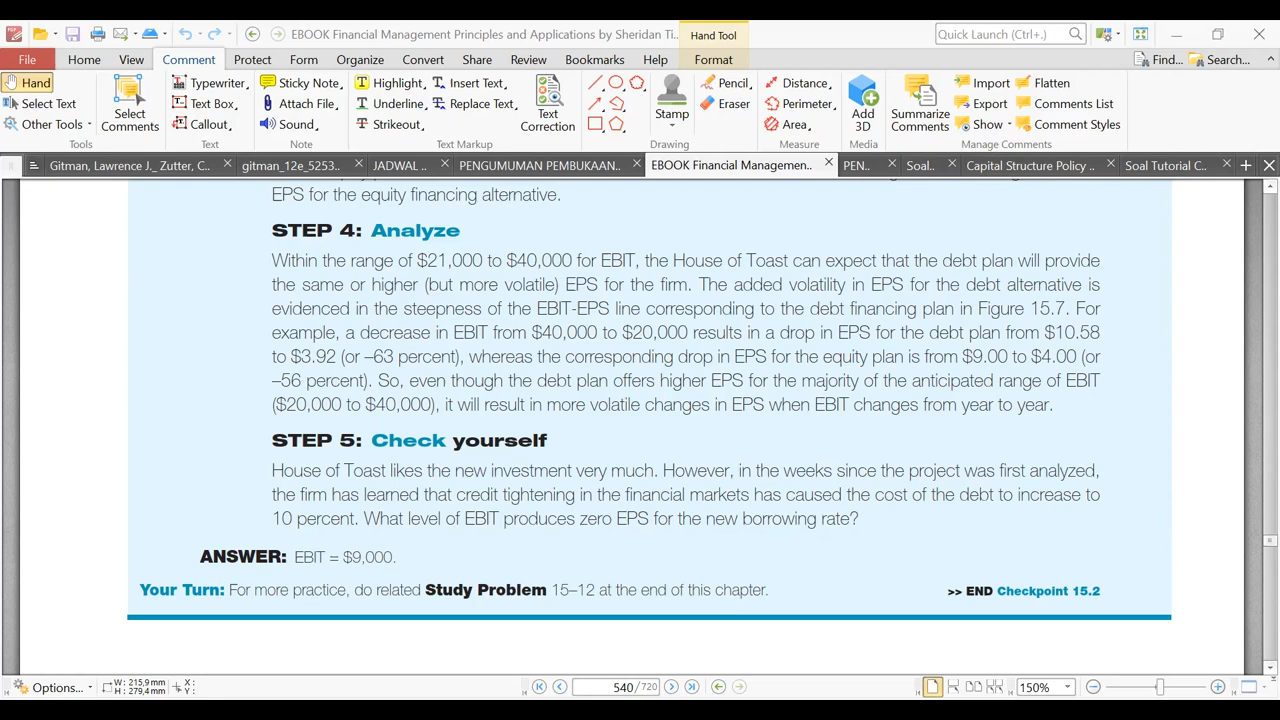 EBOOK Financial Management Principles and Applications by Sheridan Ti...
Hand Tool
Quick Launch (Ctrl+.)
File Home View Comment Protect Form Organize Convert Share Review Bookmarks Help Format Find... Search...
Hand
Select Text
Other Tools
Select Comments
Tools
Sticky Note
Attach File
Sound
Note
Typewriter
Text Box
Callout
Highlight
Underline
Strikeout
Insert Text
Replace Text
Text Correction
Text Markup
Pencil
Eraser
Stamp
Drawing
Distance
Perimeter
Area
Measure
Add 3D
Media
Summarize Comments
Import
Export
Show
Flatten
Comments List
Comment Styles
Manage Comments
Gitman, Lawrence J._ Zutter, C... gitman_12e_5253... JADWAL ... PENGUMUMAN PEMBUKAAN... EBOOK Financial Managemen.. PEN.. Soal.. Capital Structure Policy .. Soal Tutorial C..
EPS for the equity financing alternative.
STEP 4: Analyze
Within the range of $21,000 to $40,000 for EBIT, the House of Toast can expect that the debt plan will provide
the same or higher (but more volatile) EPS for the firm. The added volatility in EPS for the debt alternative is
evidenced in the steepness of the EBIT-EPS line corresponding to the debt financing plan in Figure 15.7. For
example, a decrease in EBIT from $40,000 to $20,000 results in a drop in EPS for the debt plan from $10.58
to $3.92 (or –63 percent), whereas the corresponding drop in EPS for the equity plan is from $9.00 to $4.00 (or
–56 percent). So, even though the debt plan offers higher EPS for the majority of the anticipated range of EBIT
($20,000 to $40,000), it will result in more volatile changes in EPS when EBIT changes from year to year.
STEP 5: Check yourself
House of Toast likes the new investment very much. However, in the weeks since the project was first analyzed,
the firm has learned that credit tightening in the financial markets has caused the cost of the debt to increase to
10 percent. What level of EBIT produces zero EPS for the new borrowing rate?
ANSWER: EBIT = $9,000.
Your Turn: For more practice, do related Study Problem 15–12 at the end of this chapter.
>> END Checkpoint 15.2
Options... W: 215,9mm X:
H: 279,4mm Y:
540 /720
150%